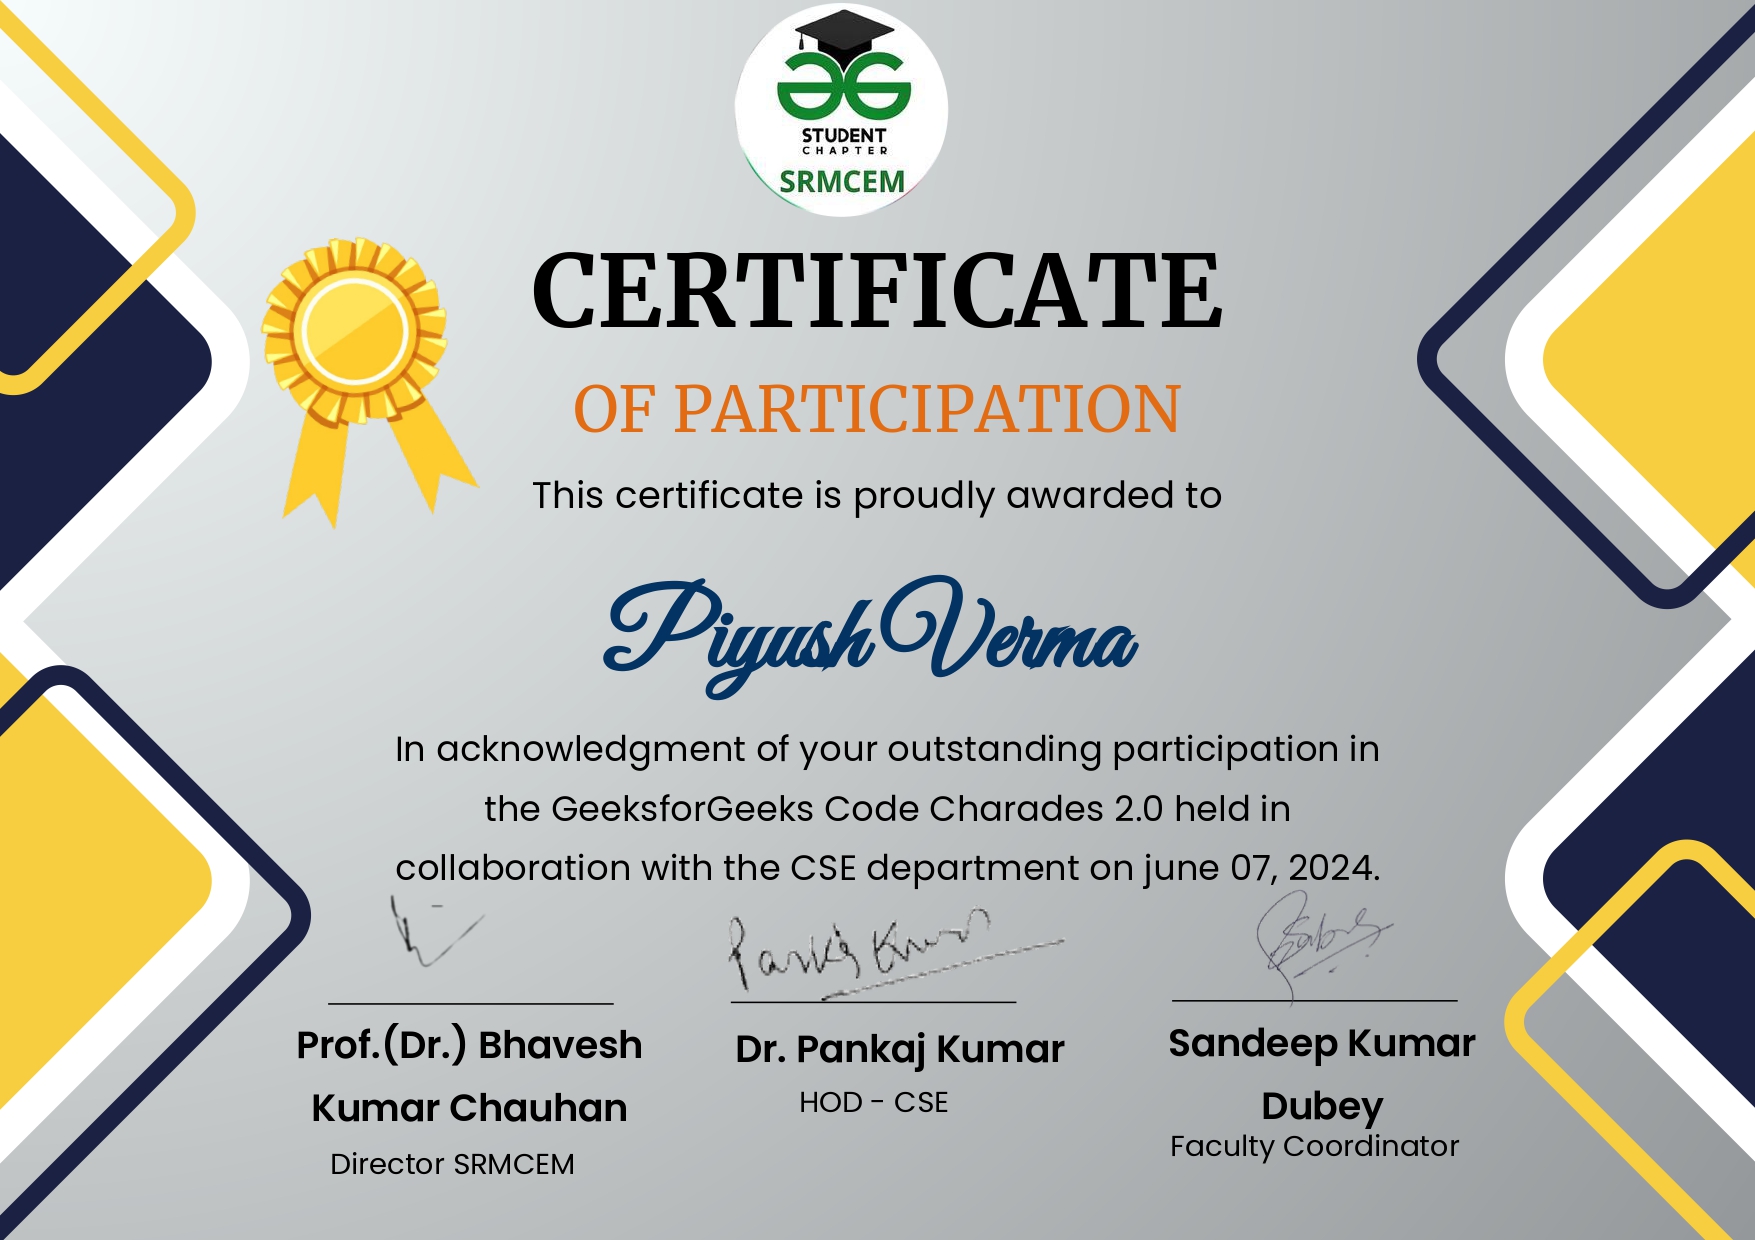 STUDENT
CHAPTER
SRMCEM
CERTIFICATE
OF PARTICIPATION
This certificate is proudly awarded to
Piyush Verma
In acknowledgment of your outstanding participation in
the GeeksforGeeks Code Charades 2.0 held in
collaboration with the CSE department on june 07, 2024.
Pankaj Kumar
Prof.(Dr.) Bhavesh
Kumar Chauhan
Director SRMCEM
Dr. Pankaj Kumar
HOD - CSE
Sandeep Kumar
Dubey
Faculty Coordinator